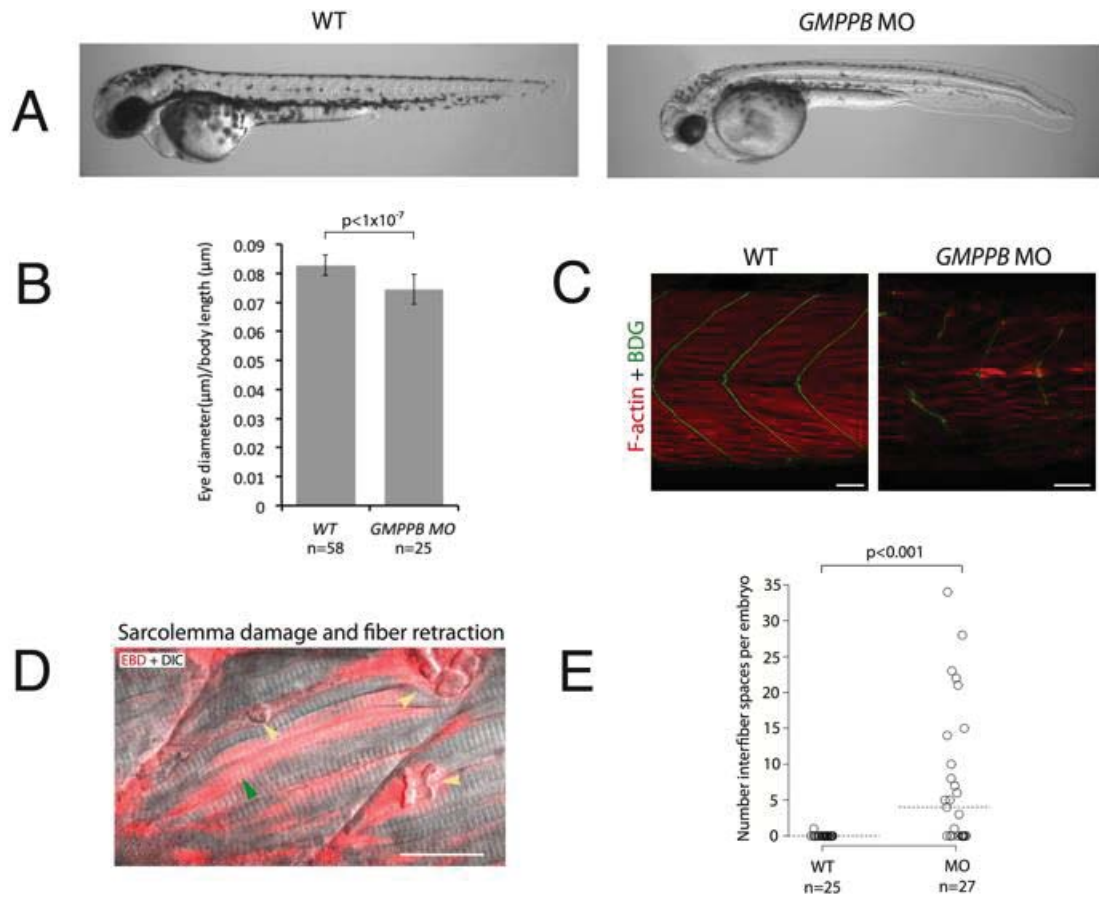 WT
GMPPB MO
A
B
p<1x10⁻⁷
Eye diameter(μm)/body length (μm)
0.09
0.08
0.07
0.06
0.05
0.04
0.03
0.02
0.01
0
WT
GMPPB MO
n=58
n=25
C
WT
GMPPB MO
F-actin + BDG
D
Sarcolemma damage and fiber retraction
EBD + DIC
E
p<0.001
Number interfiber spaces per embryo
35
30
25
20
15
10
5
0
WT
MO
n=25
n=27